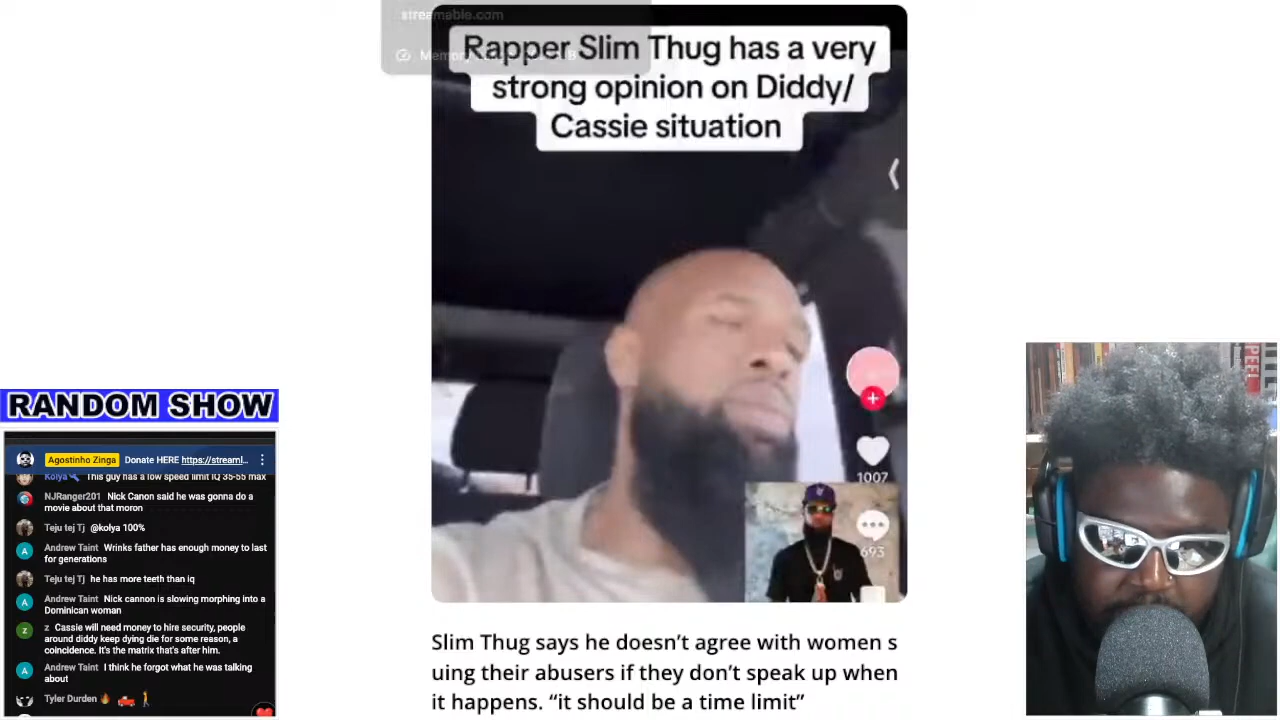 streamable.com
Rapper Slim Thug has a very
strong opinion on Diddy/
Cassie situation
1007
693
Slim Thug says he doesn't agree with women s
uing their abusers if they don't speak up when
it happens. “it should be a time limit”
RANDOM SHOW
Agostinho Zinga Donate HERE https://streaml...
Kolya This guy has a low speed limit IQ 35-55 max
NJRanger201 Nick Canon said he was gonna do a
movie about that moron
Teju tej Tj @kolya 100%
Andrew Taint Wrinks father has enough money to last
for generations
Teju tej Tj he has more teeth than iq
Andrew Taint Nick cannon is slowing morphing into a
Dominican woman
z Cassie will need money to hire security, people
around diddy keep dying die for some reason, a
coincidence. It's the matrix that's after him.
Andrew Taint I think he forgot what he was talking
about
Tyler Durden